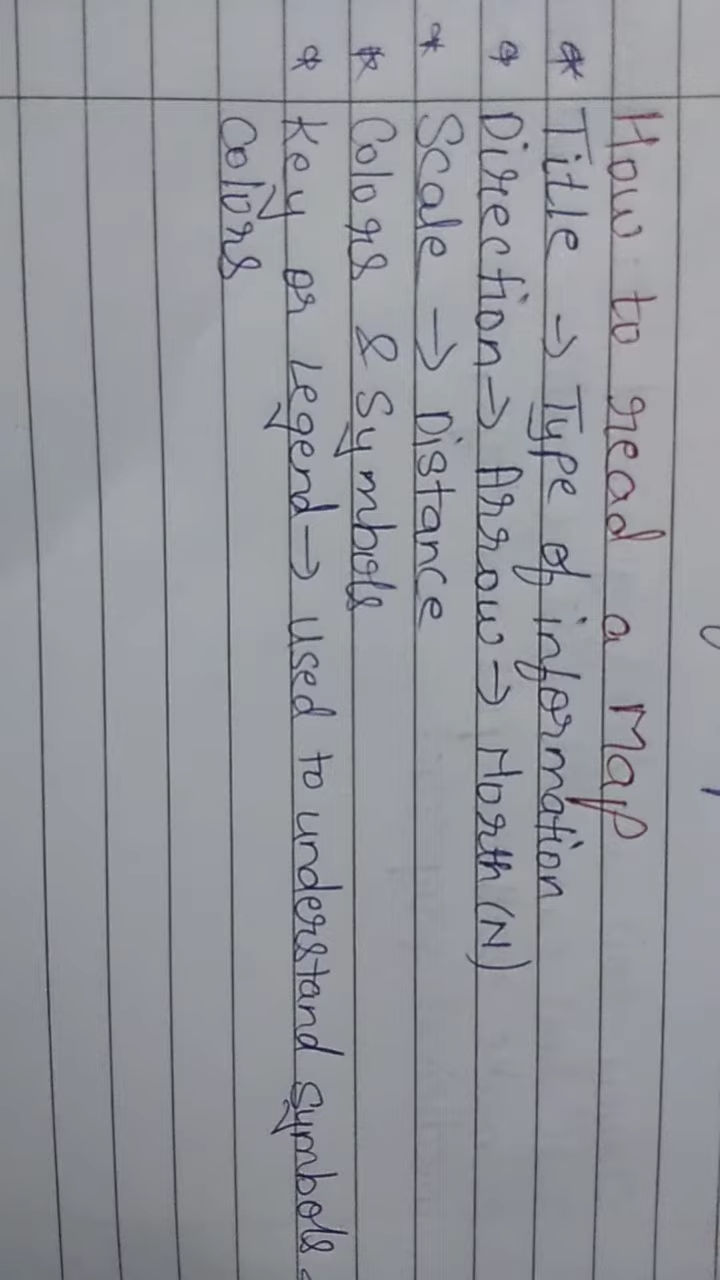 How to read a Map
* Title → Type of information
* Direction → Arrow → North (N)
* Scale → Distance
* Colors & Symbols
* Key or Legend → used to understand symbols
Colors